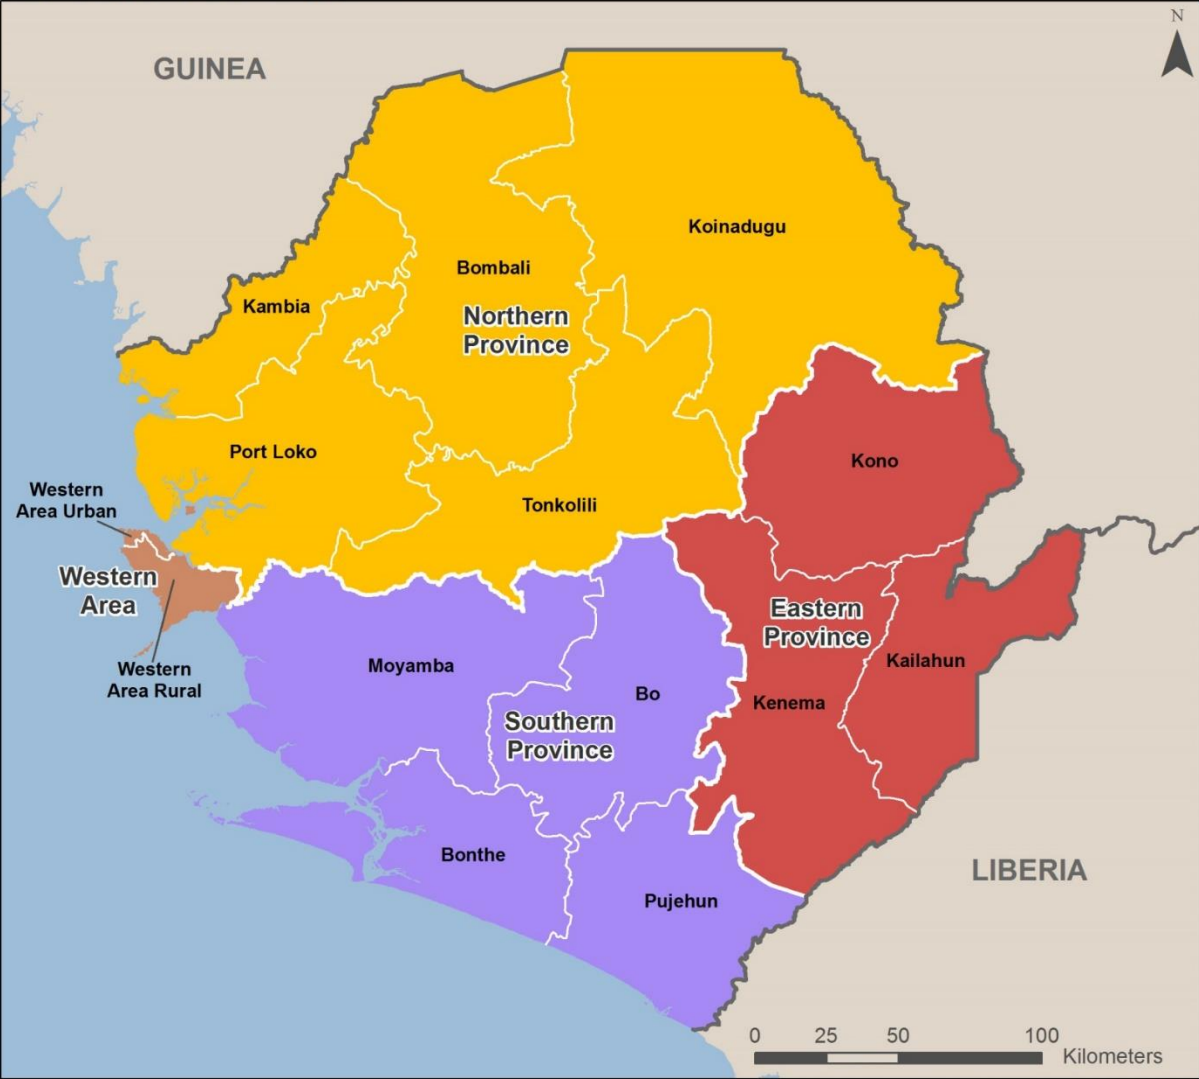 N
GUINEA
Koinadugu
Bombali
Kambia
Northern
Province
Port Loko
Kono
Western
Area Urban
Tonkolili
Western
Area
Eastern
Province
Kailahun
Moyamba
Western
Area Rural
Bo
Kenema
Southern
Province
Bonthe
LIBERIA
Pujehun
0 25 50 100
Kilometers